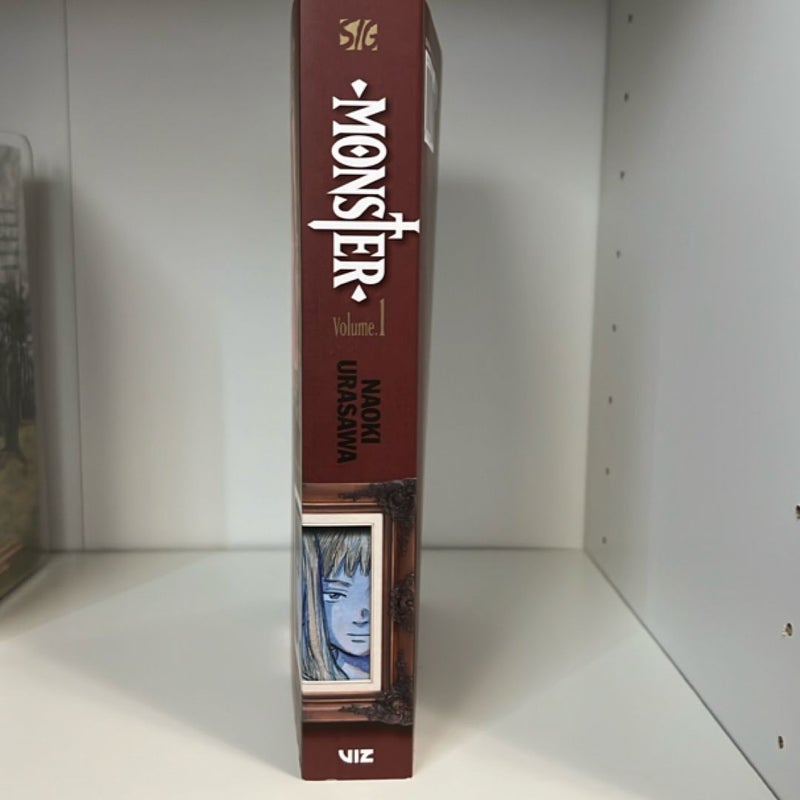 SIG
MONSTER
Volume.1
NAOKI
URASAWA
VIZ